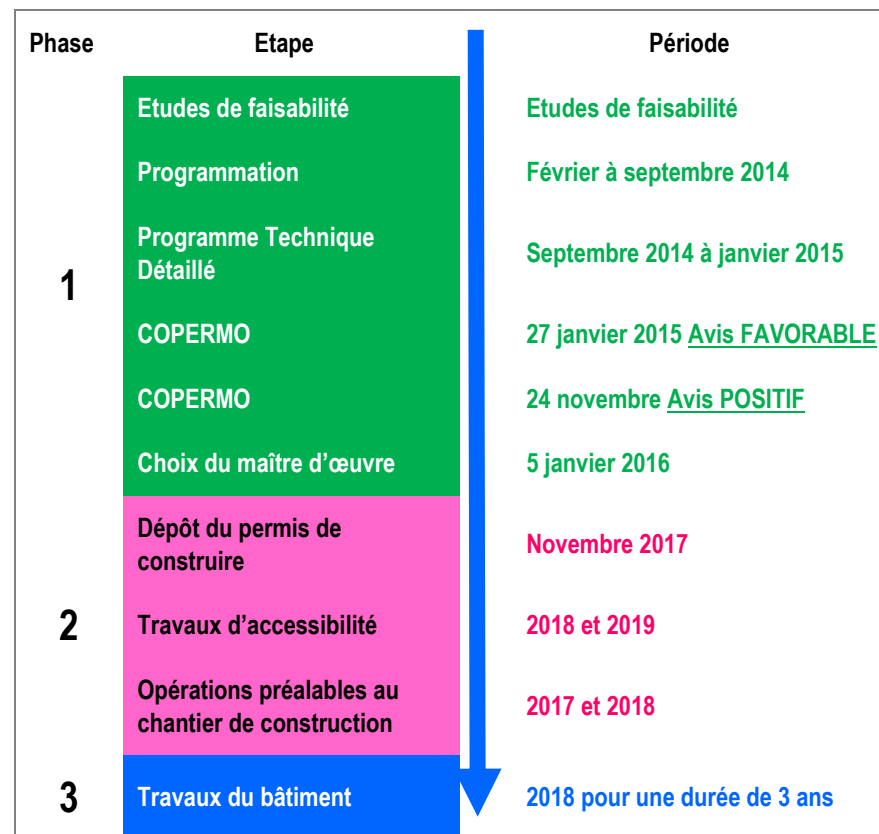 Phase Etape Période
Etudes de faisabilité Etudes de faisabilité
Programmation Février à septembre 2014
Programme Technique
Détaillé
Septembre 2014 à janvier 2015
1
COPERMO 27 janvier 2015 Avis FAVORABLE
COPERMO 24 novembre Avis POSITIF
Choix du maître d’œuvre 5 janvier 2016
Dépôt du permis de
construire
Novembre 2017
2 Travaux d’accessibilité 2018 et 2019
Opérations préalables au
chantier de construction
2017 et 2018
3 Travaux du bâtiment 2018 pour une durée de 3 ans